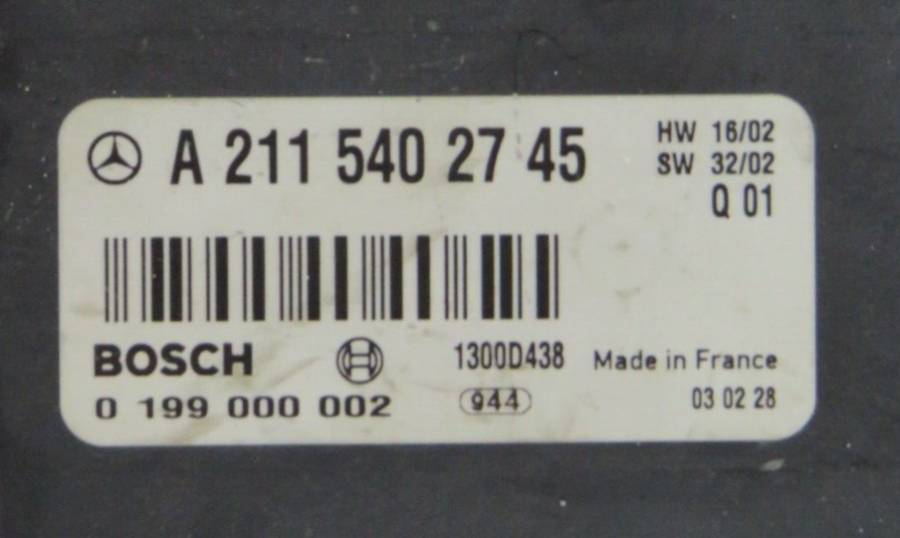 A 211 540 27 45
HW 16/02
SW 32/02
Q 01
BOSCH
1300D438
Made in France
0 199 000 002
944
03 02 28